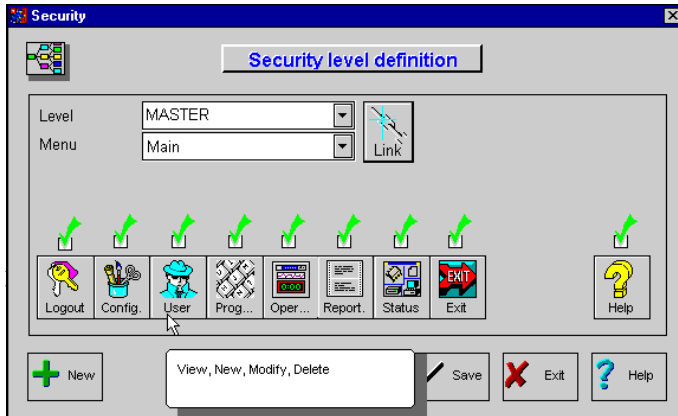 Security
Security level definition
Level
MASTER
Menu
Main
Link
Logout
Config.
User
Prog...
Oper...
Report.
Status
EXIT
Exit
Help
New
View, New, Modify, Delete
Save
Exit
Help